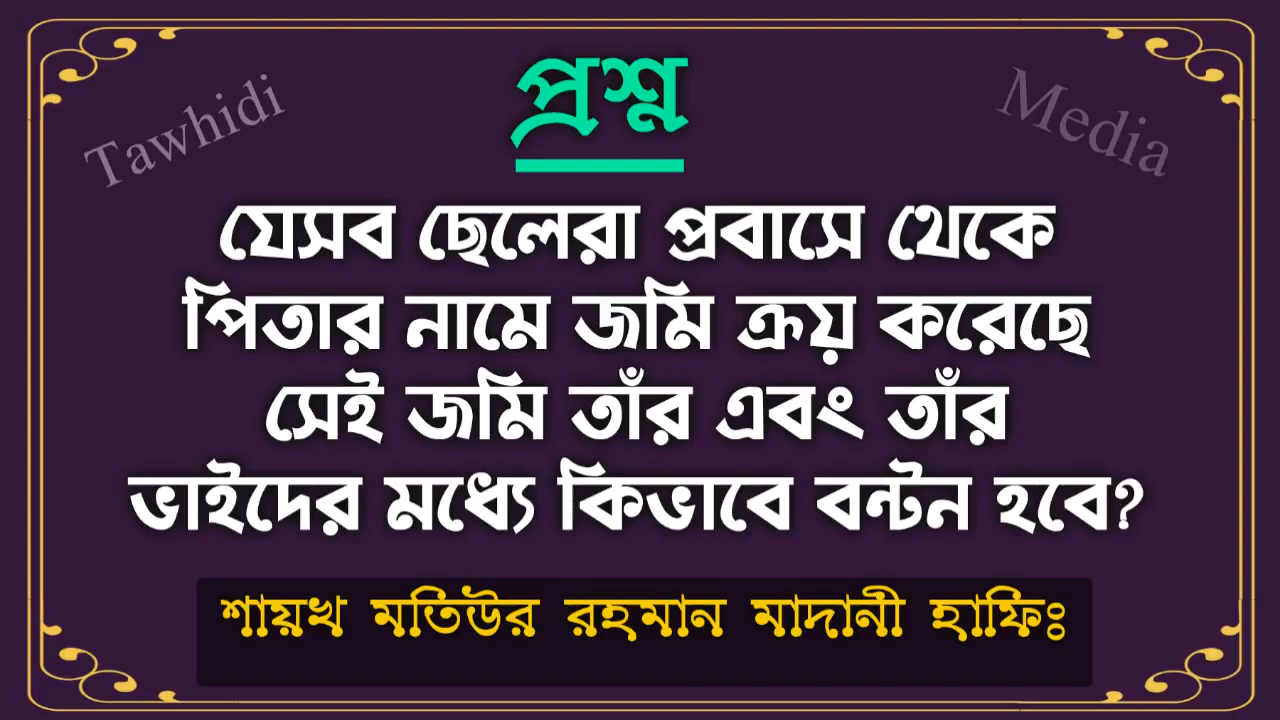 Tawhidi
Media
প্রশ্ন
যেসব ছেলেরা প্রবাসে থেকে
পিতার নামে জমি ক্রয় করেছে
সেই জমি তাঁর এবং তাঁর
ভাইদের মধ্যে কিভাবে বন্টন হবে?
শায়খ মতিউর রহমান মাদানী হাফিঃ